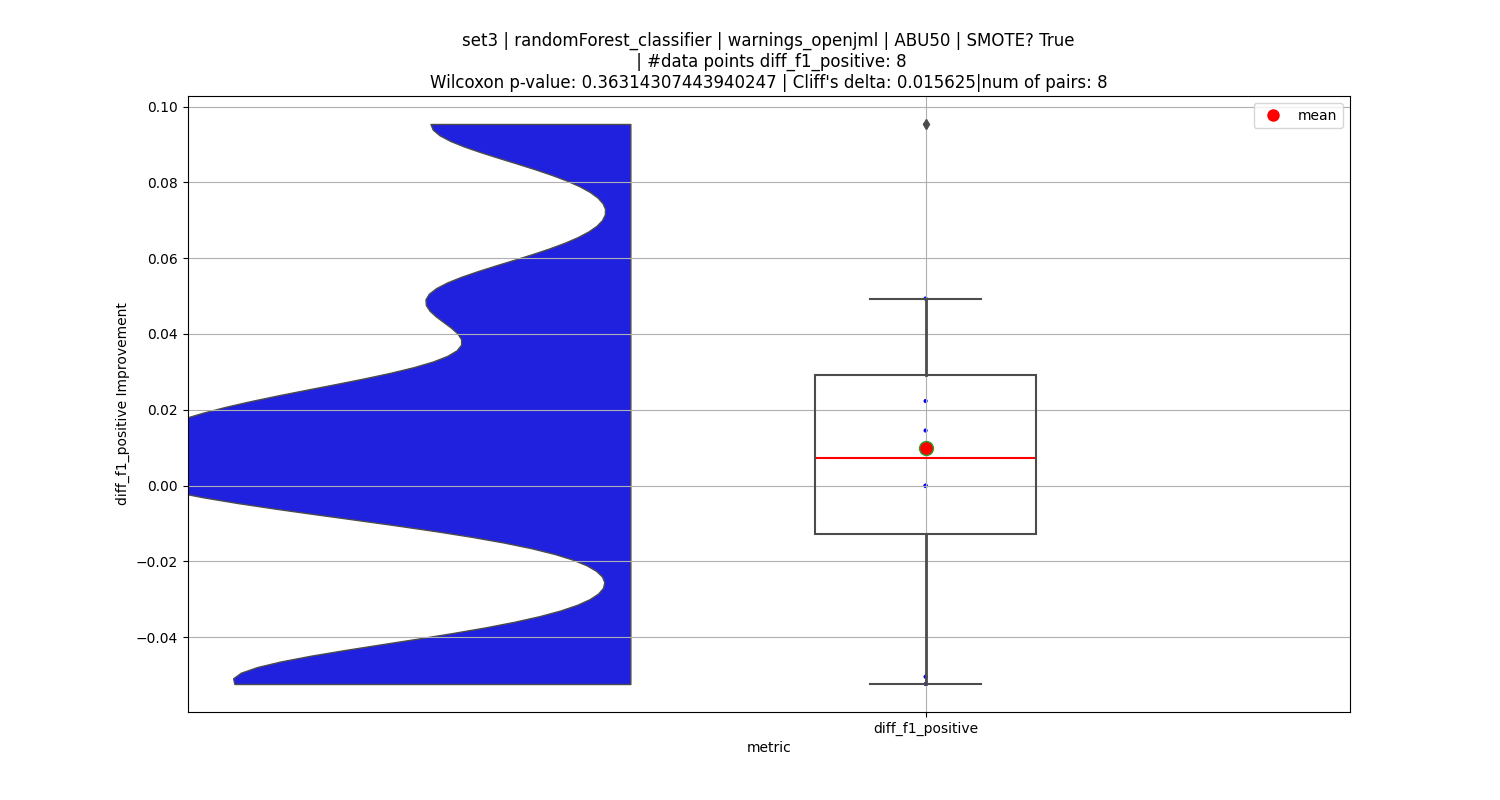 set3 | randomForest_classifier | warnings_openjml | ABU50 | SMOTE? True
| #data points diff_f1_positive: 8
Wilcoxon p-value: 0.36314307443940247 | Cliff's delta: 0.015625|num of pairs: 8
mean
0.10
0.08
0.06
0.04
0.02
0.00
−0.02
−0.04
diff_f1_positive Improvement
diff_f1_positive
metric